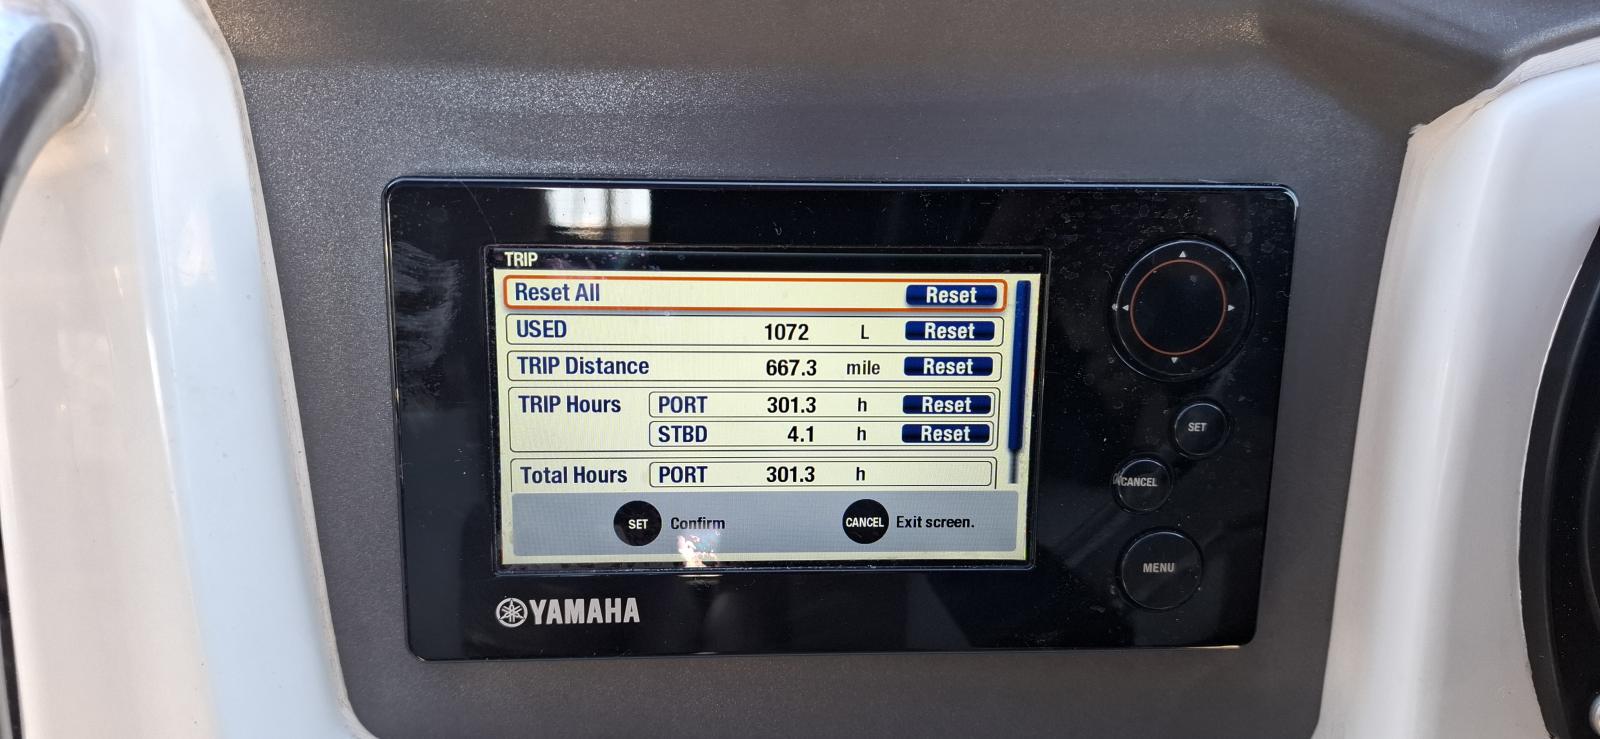 TRIP
Reset All Reset
USED 1072 L Reset
TRIP Distance 667.3 mile Reset
TRIP Hours PORT 301.3 h Reset
STBD 4.1 h Reset
Total Hours PORT 301.3 h
SET Confirm CANCEL Exit screen.
SET
CANCEL
MENU
YAMAHA